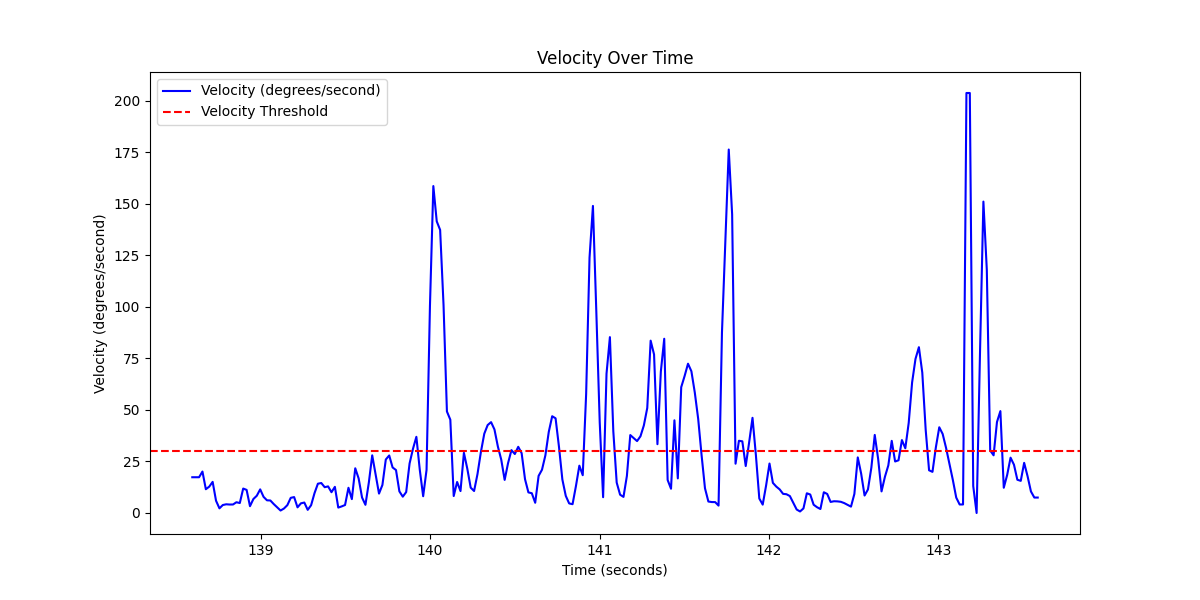 Velocity Over Time
Velocity (degrees/second)
Velocity Threshold
200
175
150
125
100
75
50
25
0
Velocity (degrees/second)
139 140 141 142 143
Time (seconds)